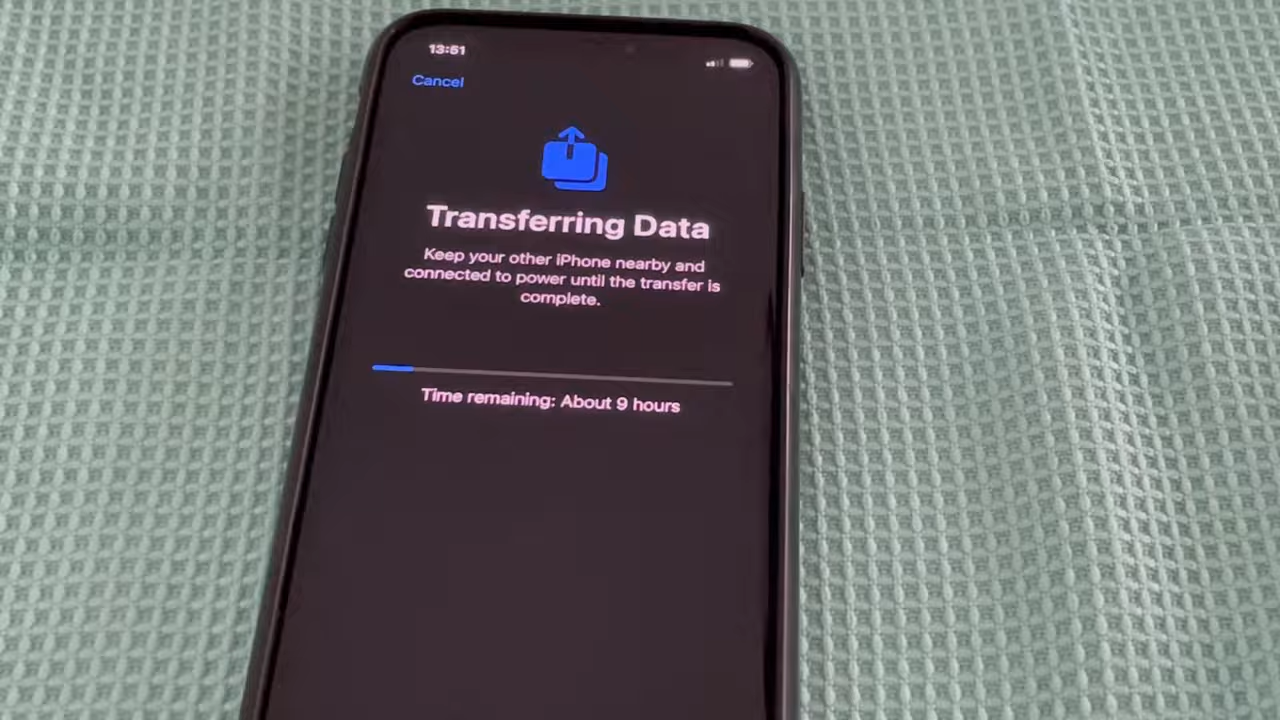 13:51
Cancel
Transferring Data
Keep your other iPhone nearby and
connected to power until the transfer is
complete.
Time remaining: About 9 hours